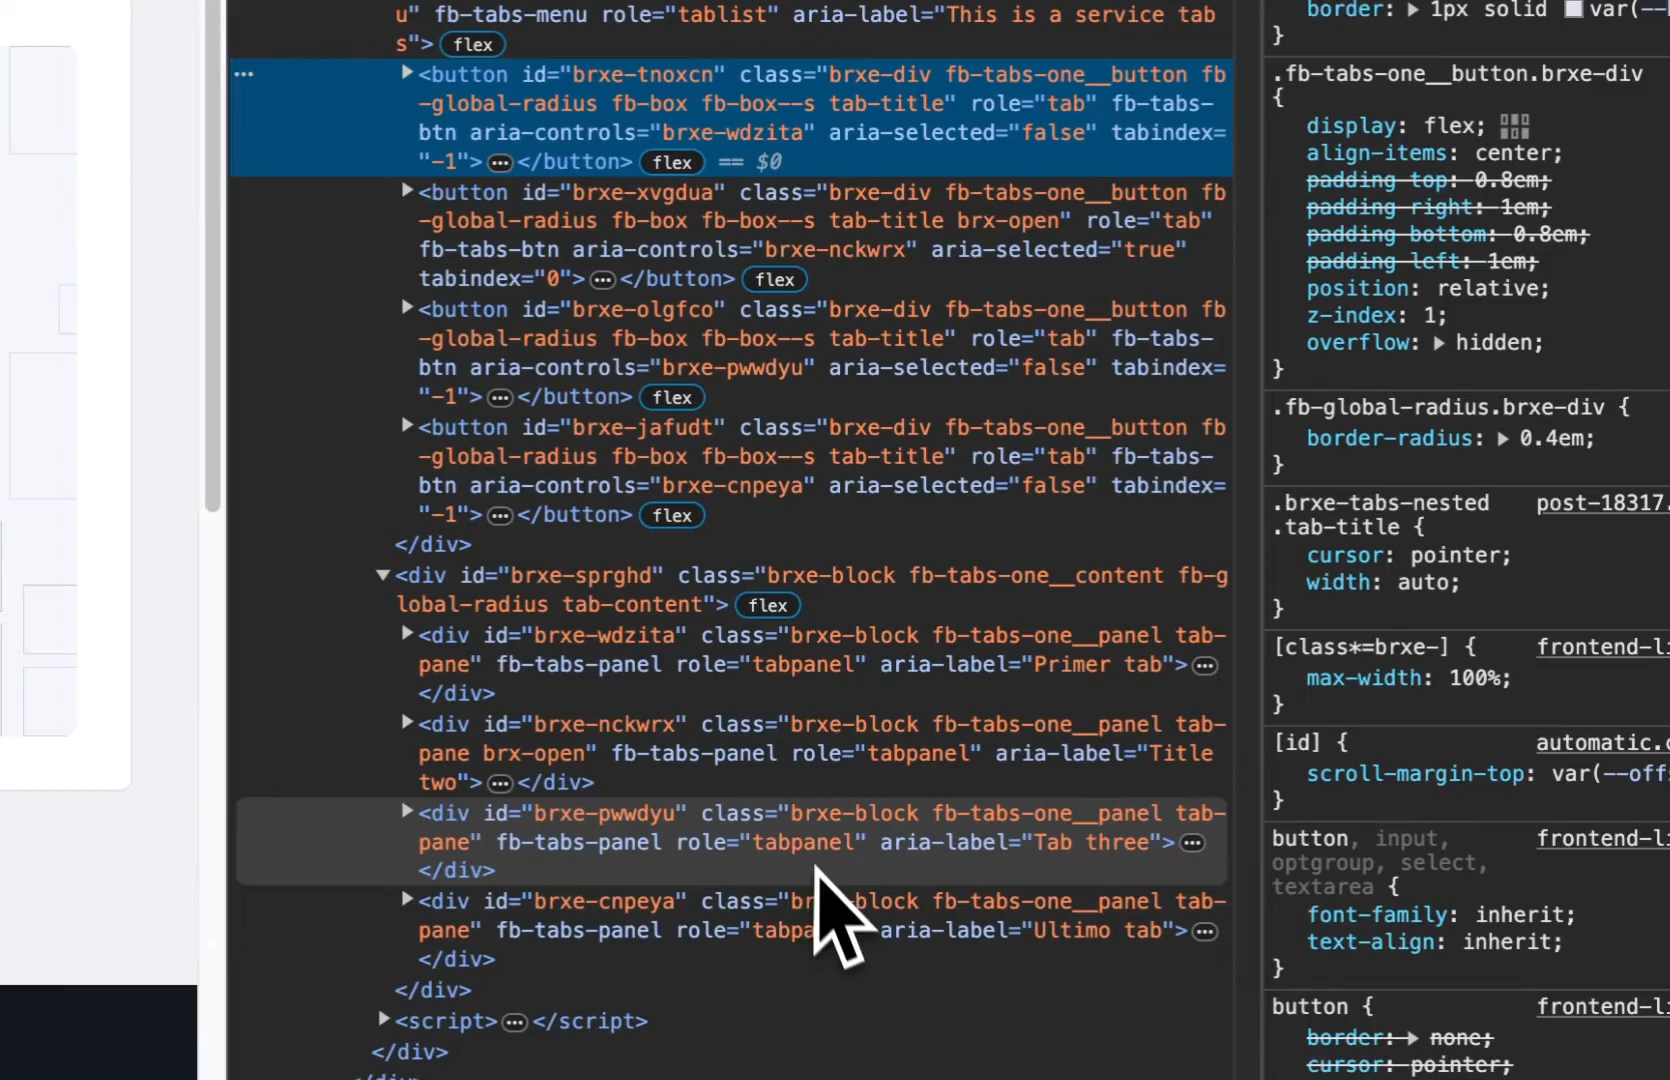 u" fb-tabs-menu role="tablist" aria-label="This is a service tab
s"> flex
<button id="brxe-tnoxcn" class="brxe-div fb-tabs-one__button fb
-global-radius fb-box fb-box--s tab-title" role="tab" fb-tabs-
btn aria-controls="brxe-wdzita" aria-selected="false" tabindex=
"-1"> … </button> flex == $0
<button id="brxe-xvgdua" class="brxe-div fb-tabs-one__button fb
-global-radius fb-box fb-box--s tab-title brx-open" role="tab"
fb-tabs-btn aria-controls="brxe-nckwrx" aria-selected="true"
tabindex="0"> … </button> flex
<button id="brxe-olgfco" class="brxe-div fb-tabs-one__button fb
-global-radius fb-box fb-box--s tab-title" role="tab" fb-tabs-
btn aria-controls="brxe-pwwdyu" aria-selected="false" tabindex=
"-1"> … </button> flex
<button id="brxe-jafudt" class="brxe-div fb-tabs-one__button fb
-global-radius fb-box fb-box--s tab-title" role="tab" fb-tabs-
btn aria-controls="brxe-cnpeya" aria-selected="false" tabindex=
"-1"> … </button> flex
</div>
<div id="brxe-sprghd" class="brxe-block fb-tabs-one__content fb-g
lobal-radius tab-content"> flex
<div id="brxe-wdzita" class="brxe-block fb-tabs-one__panel tab-
pane" fb-tabs-panel role="tabpanel" aria-label="Primer tab"> …
</div>
<div id="brxe-nckwrx" class="brxe-block fb-tabs-one__panel tab-
pane brx-open" fb-tabs-panel role="tabpanel" aria-label="Title
two"> … </div>
<div id="brxe-pwwdyu" class="brxe-block fb-tabs-one__panel tab-
pane" fb-tabs-panel role="tabpanel" aria-label="Tab three"> …
</div>
<div id="brxe-cnpeya" class="brxe-block fb-tabs-one__panel tab-
pane" fb-tabs-panel role="tabpa aria-label="Ultimo tab"> …
</div>
</div>
<script> … </script>
</div>
</div>
border: 1px solid var(--
}
.fb-tabs-one__button.brxe-div
{
display: flex;
align-items: center;
padding-top: 0.8em;
padding-right: 1em;
padding-bottom: 0.8em;
padding-left: 1em;
position: relative;
z-index: 1;
overflow: hidden;
}
.fb-global-radius.brxe-div {
border-radius: 0.4em;
}
.brxe-tabs-nested post-18317.
.tab-title {
cursor: pointer;
width: auto;
}
[class*=brxe-] { frontend-li
max-width: 100%;
}
[id] { automatic.c
scroll-margin-top: var(--offs
}
button, input, frontend-li
optgroup, select,
textarea {
font-family: inherit;
text-align: inherit;
}
button { frontend-li
border: none;
cursor: pointer;